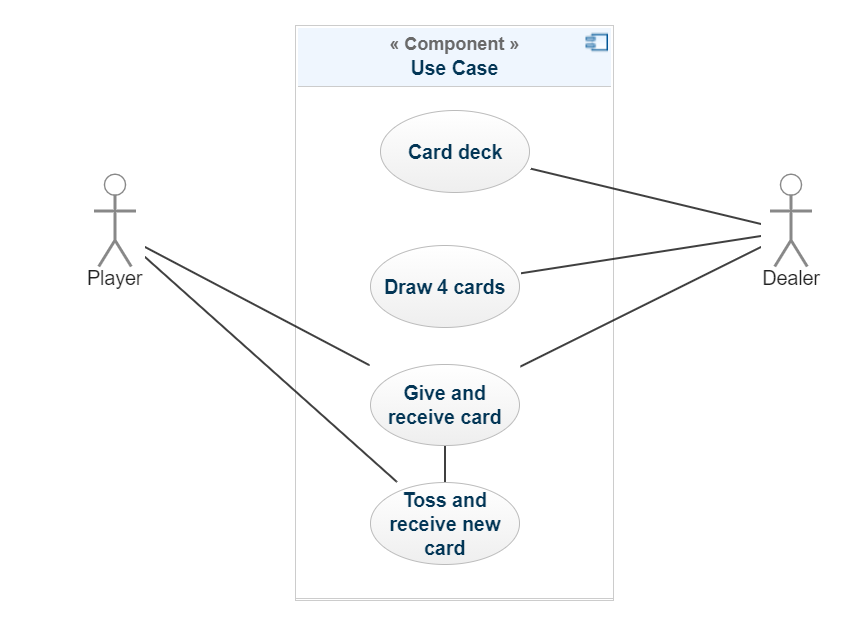 « Component »
Use Case
Card deck
Player
Dealer
Draw 4 cards
Give and
receive card
Toss and
receive new
card